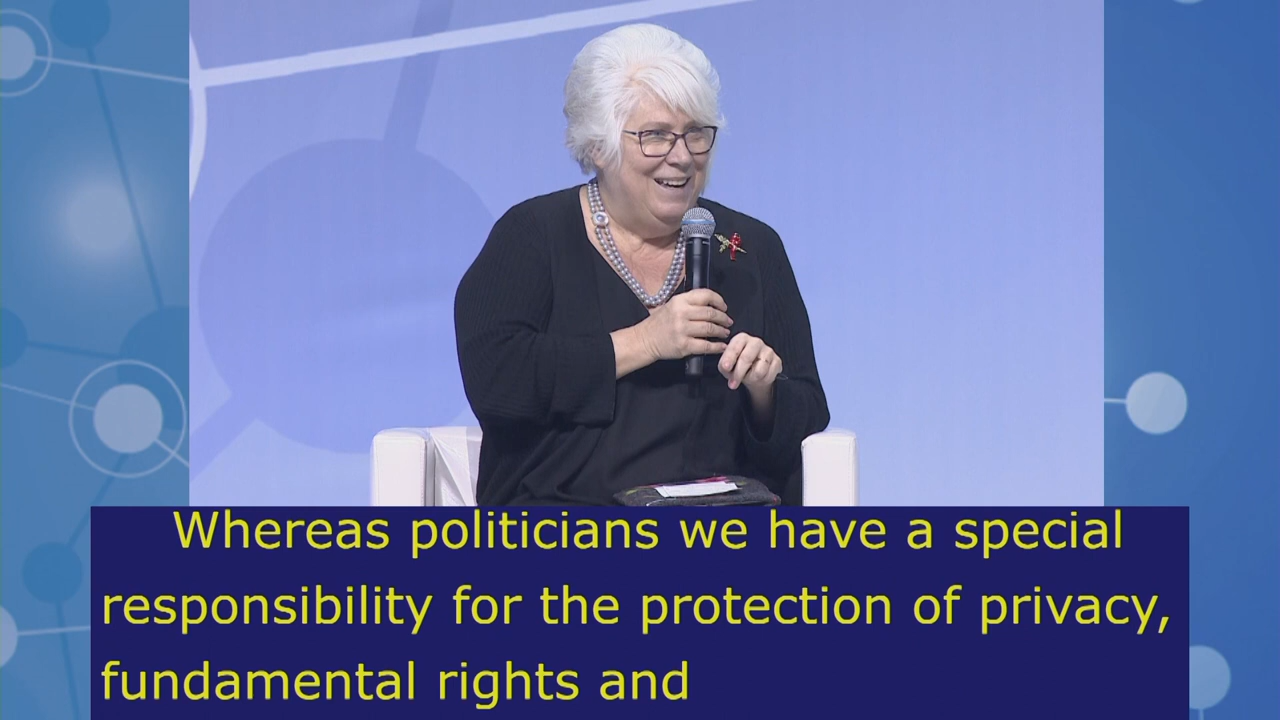 Whereas politicians we have a special
responsibility for the protection of privacy,
fundamental rights and